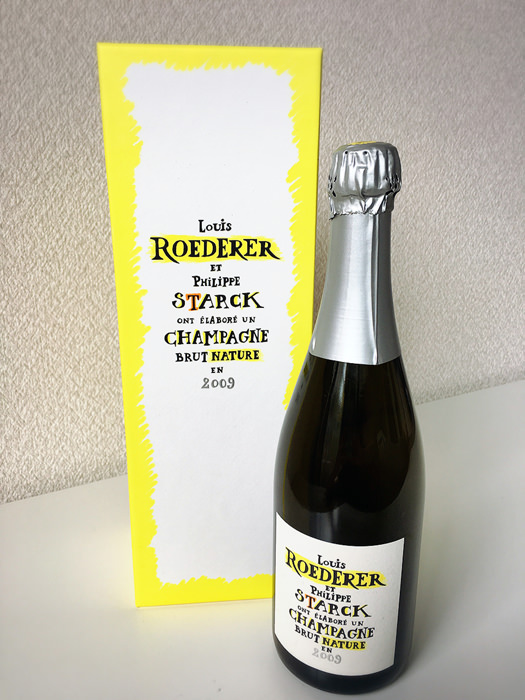 Louis
ROEDERER
ET
PHILIPPE
STARCK
ONT ÉLABORÉ UN
CHAMPAGNE
BRUT NATURE
EN
2009
Louis
ROEDERER
ET
PHILIPPE
STARCK
ONT ÉLABORÉ UN
CHAMPAGNE
BRUT NATURE
EN
2009